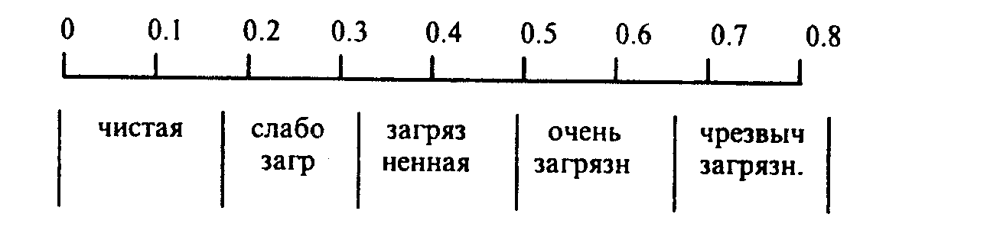 0 0.1 0.2 0.3 0.4 0.5 0.6 0.7 0.8
чистая слабо загряз очень чрезвыч
загр ненная загрязн загрязн.